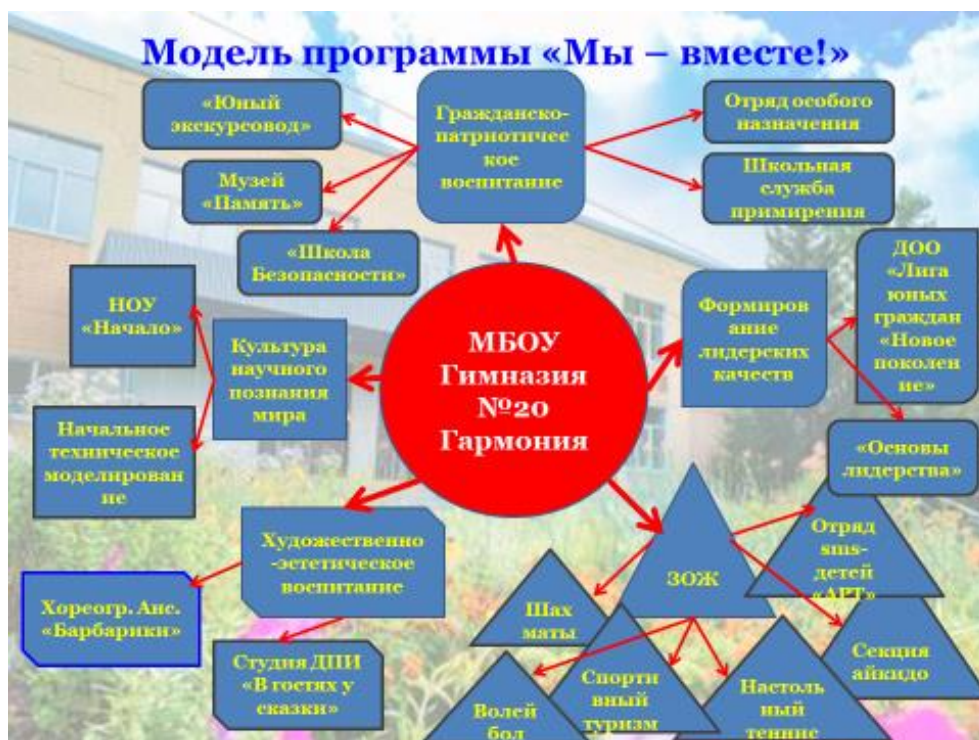 Модель программы «Мы – вместе!»
«Юный
экскурсовод»
Музей
«Память»
«Школа
Безопасности»
Гражданско-
патриотичес
кое
воспитание
Отряд особого
назначения
Школьная
служба
примирения
НОУ
«Начало»
Начальное
техническое
моделирован
ие
Культура
научного
познания
мира
МБОУ
Гимназия
№20
Гармония
Формиров
ание
лидерских
качеств
ДОО
«Лига
юных
граждан
«Новое
поколен
ие»
«Основы
лидерства»
Художественно
-эстетическое
воспитание
Хореогр. Анс.
«Барбарики»
Студия ДПИ
«В гостях у
сказки»
ЗОЖ
Шах
маты
Волей
бол
Спорти
вный
туризм
Настоль
ный
теннис
Отряд
sms-
детей
«АРТ»
Секция
айкидо